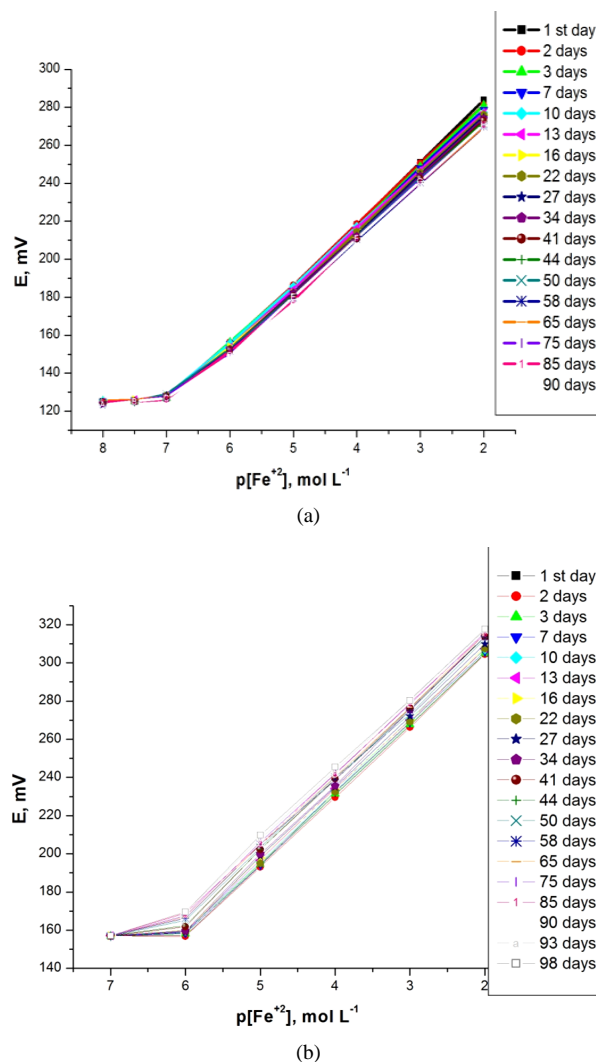 1 st day
2 days
3 days
7 days
10 days
13 days
16 days
22 days
27 days
34 days
41 days
44 days
50 days
58 days
65 days
75 days
85 days
90 days
300
280
260
240
220
200
180
160
140
120
E, mV
8 7 6 5 4 3 2
p[Fe⁺²], mol L⁻¹
(a)
1 st day
2 days
3 days
7 days
10 days
13 days
16 days
22 days
27 days
34 days
41 days
44 days
50 days
58 days
65 days
75 days
85 days
90 days
93 days
98 days
320
300
280
260
240
220
200
180
160
140
E, mV
7 6 5 4 3 2
p[Fe⁺²], mol L⁻¹
(b)